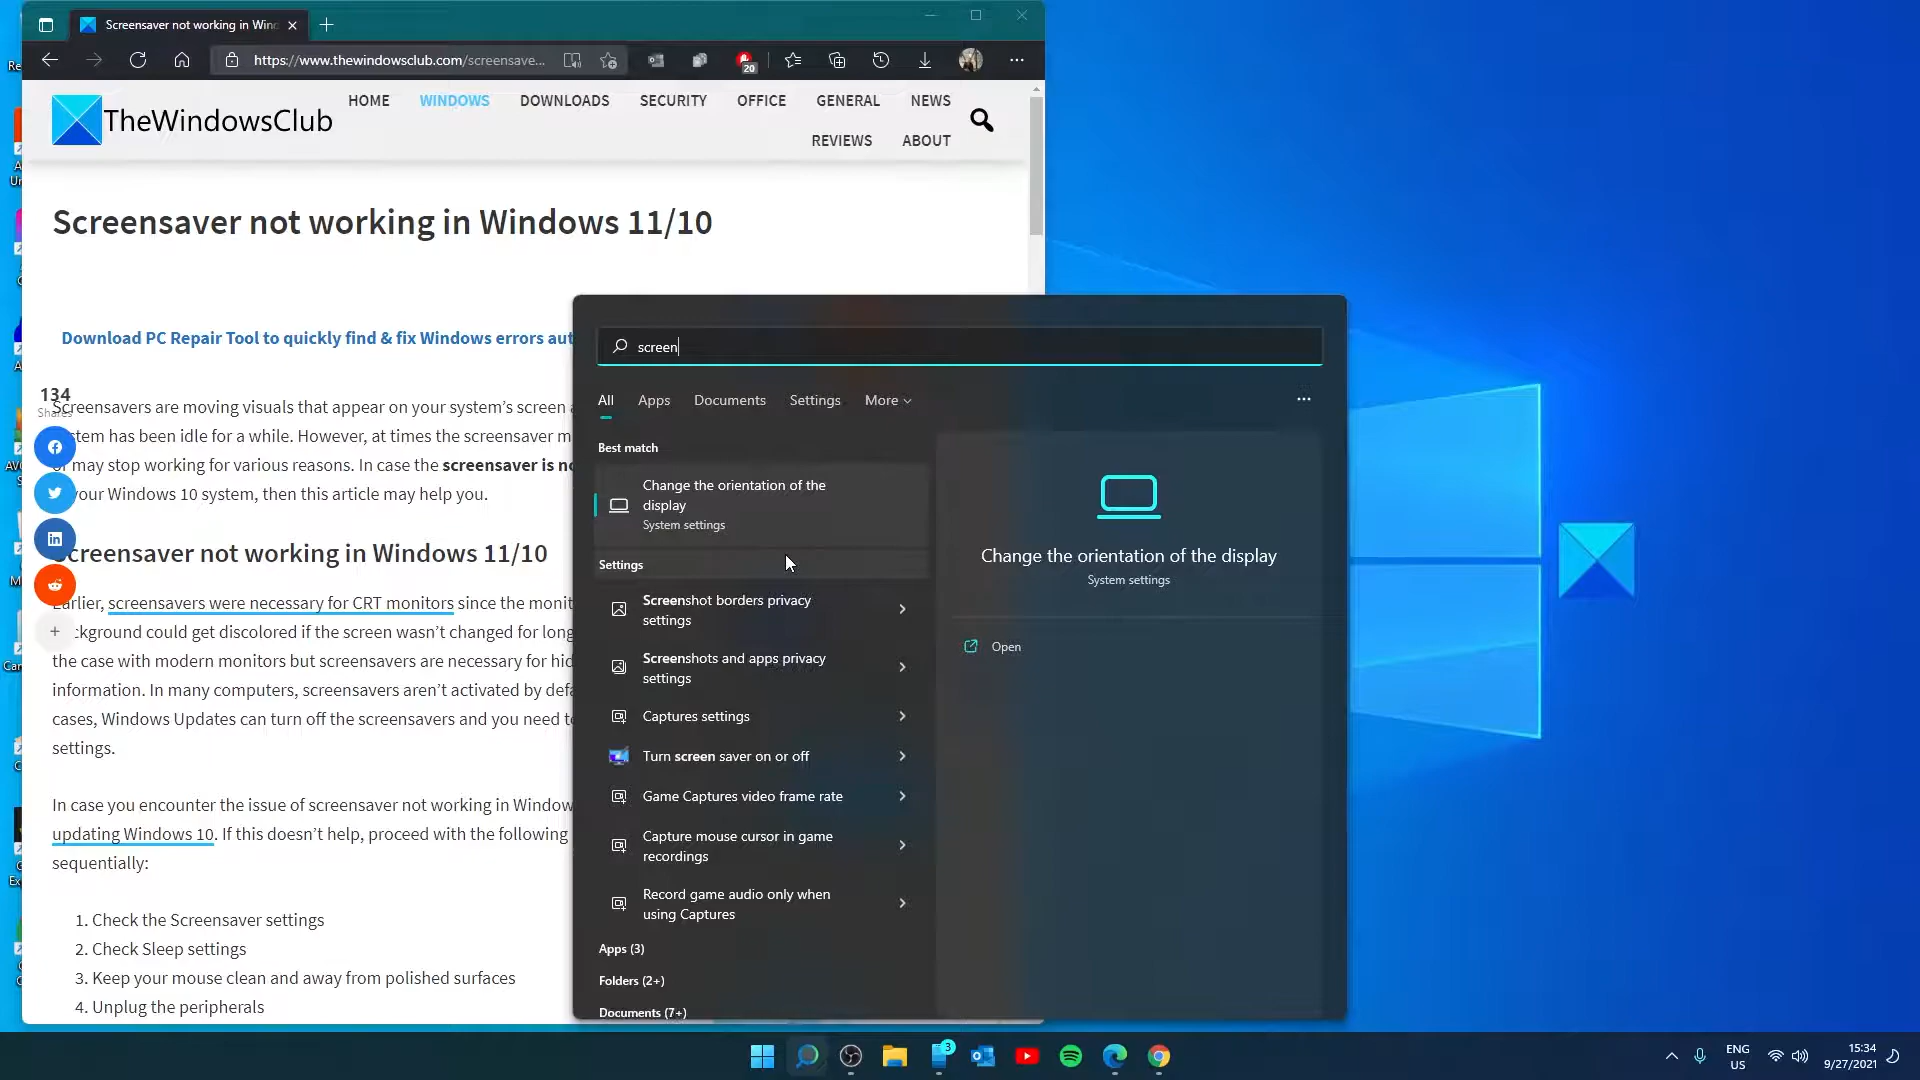 Screensaver not working in Win
https://www.thewindowsclub.com/screensave...
20
TheWindowsClub
HOME
WINDOWS
DOWNLOADS
SECURITY
OFFICE
GENERAL
NEWS
REVIEWS
ABOUT
Screensaver not working in Windows 11/10
Download PC Repair Tool to quickly find & fix Windows errors aut
134
Shares
Screensavers are moving visuals that appear on your system's screen
stem has been idle for a while. However, at times the screensaver m
may stop working for various reasons. In case the screensaver is no
your Windows 10 system, then this article may help you.
creensaver not working in Windows 11/10
Earlier, screensavers were necessary for CRT monitors since the monit
ckground could get discolored if the screen wasn't changed for long
the case with modern monitors but screensavers are necessary for hid
information. In many computers, screensavers aren't activated by defa
cases, Windows Updates can turn off the screensavers and you need to
settings.
In case you encounter the issue of screensaver not working in Window
updating Windows 10. If this doesn't help, proceed with the following
sequentially:
1. Check the Screensaver settings
2. Check Sleep settings
3. Keep your mouse clean and away from polished surfaces
4. Unplug the peripherals
screen
All
Apps
Documents
Settings
More
Best match
Change the orientation of the
display
System settings
Settings
Screenshot borders privacy
settings
Screenshots and apps privacy
settings
Captures settings
Turn screen saver on or off
Game Captures video frame rate
Capture mouse cursor in game
recordings
Record game audio only when
using Captures
Apps (3)
Folders (2+)
Documents (7+)
Change the orientation of the display
System settings
Open
3
ENG
US
15:34
9/27/2021